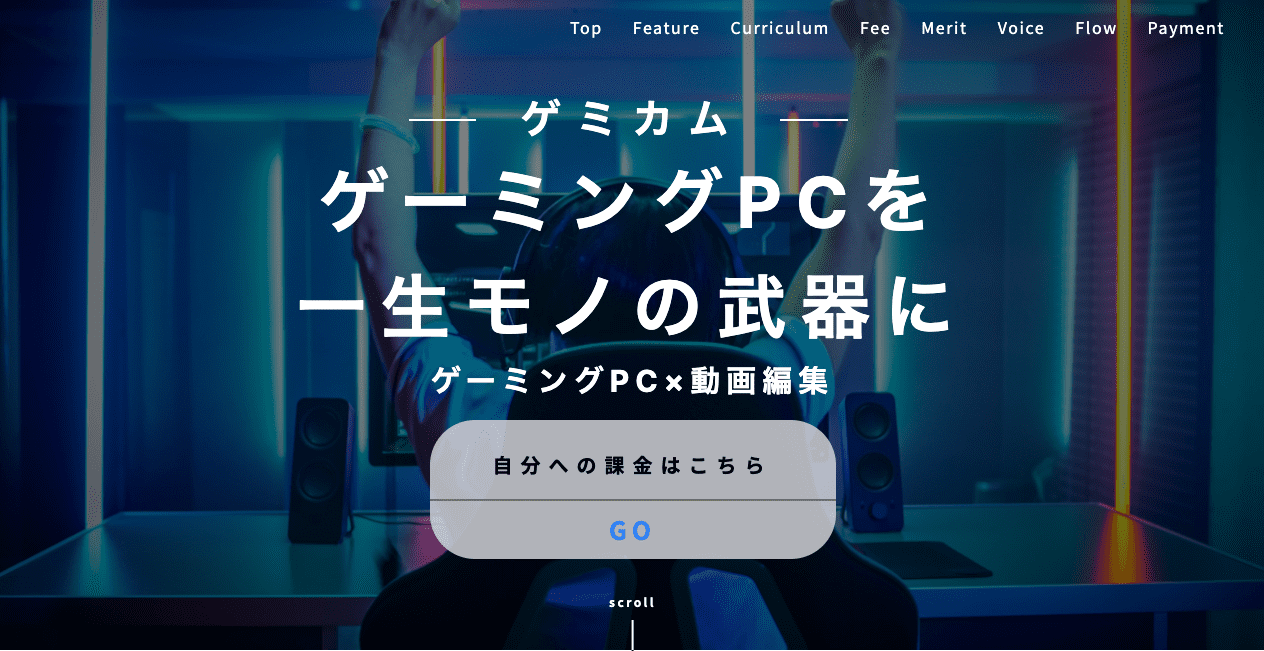 Top Feature Curriculum Fee Merit Voice Flow Payment
ゲミカム
ゲーミングPCを
一生モノの武器に
ゲーミングPC×動画編集
自分への課金はこちら
GO
scroll